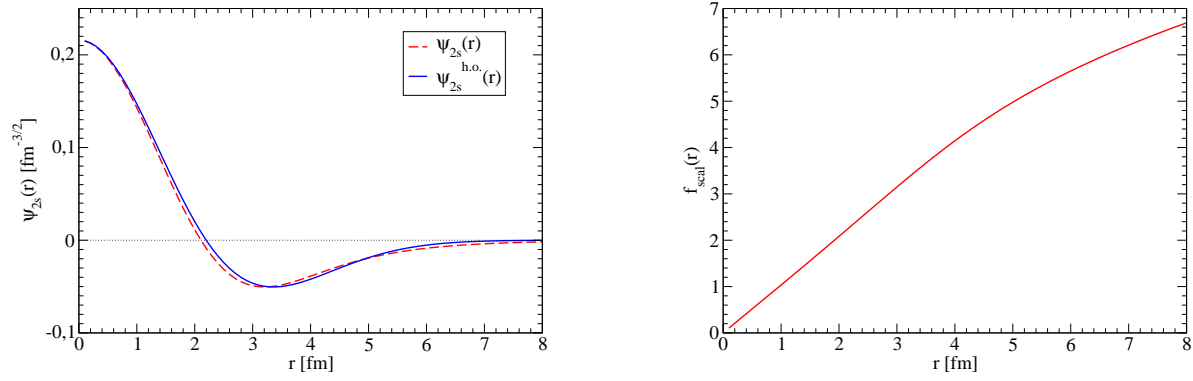 0,2
0,1
0
-0,1
ψ2s(r) [fm-3/2]
ψ2s(r)
ψ2s h.o.(r)
0 1 2 3 4 5 6 7 8
r [fm]
7
6
5
4
3
2
1
0
fscal(r)
0 1 2 3 4 5 6 7 8
r [fm]